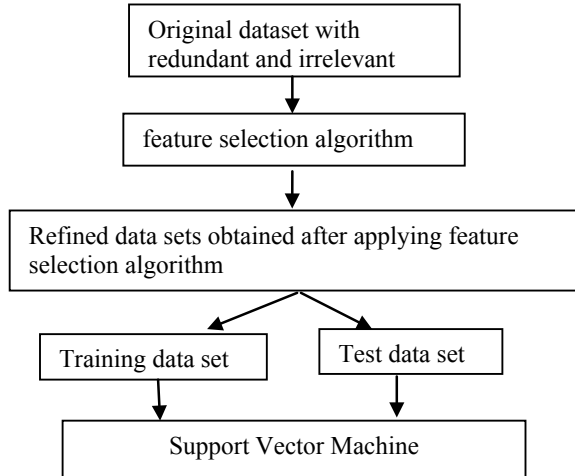 Original dataset with
redundant and irrelevant
feature selection algorithm
Refined data sets obtained after applying feature
selection algorithm
Training data set
Test data set
Support Vector Machine